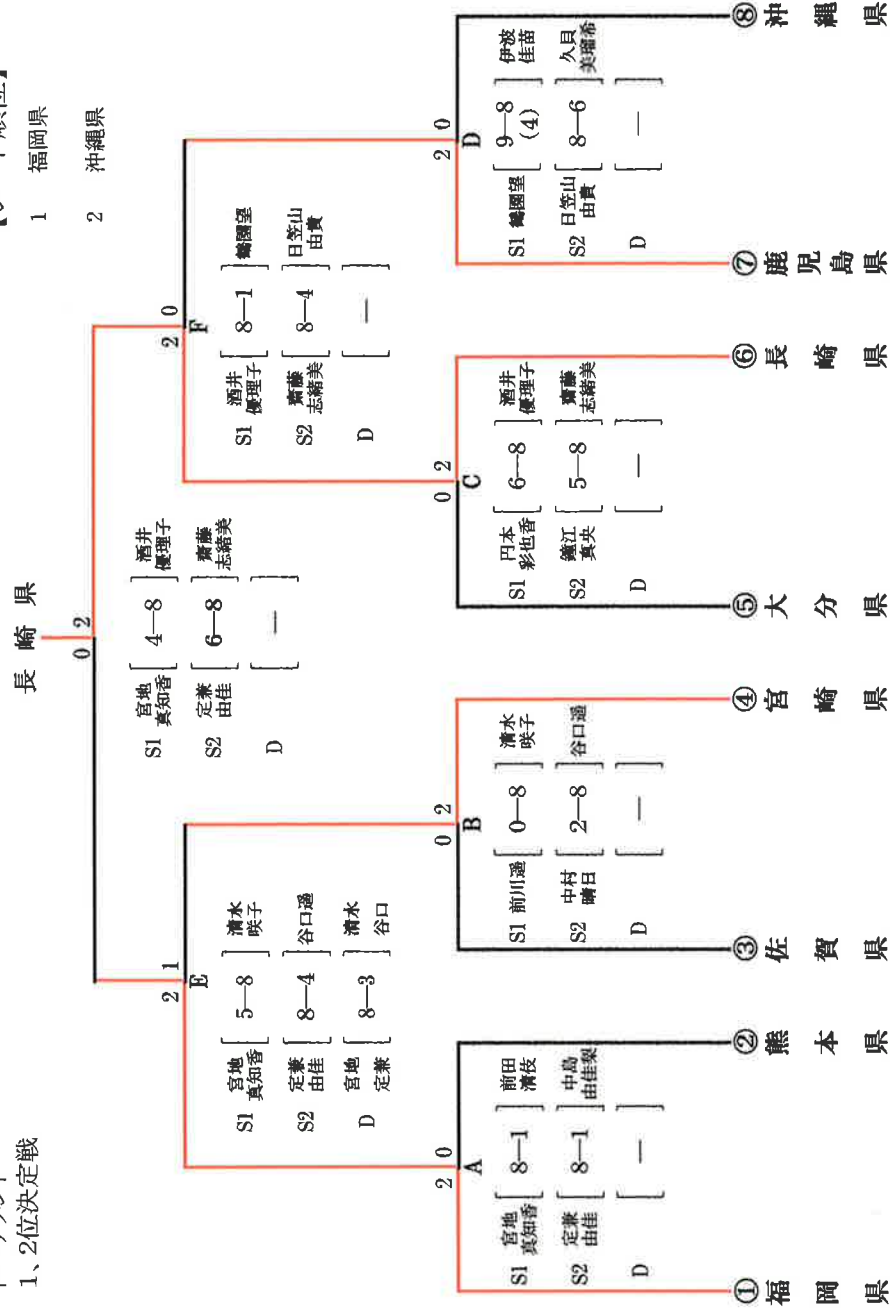 1、2位決定戦
1 福岡県
2 沖縄県
長崎県
0 2
S1 宮地真知香 [4—8] 酒井優理子
S2 定兼由佳 [6—8] 齋藤志緒美
D [—]
2 1
E
S1 宮地真知香 [5—8] 清水咲子
S2 定兼由佳 [8—4] 谷口遥
D 宮地定兼 [8—3] 清水谷口
2 0
F
S1 酒井優理子 [8—1] 鶴園望
S2 齋藤志緒美 [8—4] 日笠山由貴
D [—]
2 0
A
S1 宮地真知香 [8—1] 前田清伎
S2 定兼由佳 [8—1] 中島由佳梨
D [—]
0 2
B
S1 前川遥 [0—8] 清水咲子
S2 中村晴日 [2—8] 谷口遥
D [—]
0 2
C
S1 円本彩也香 [6—8] 酒井優理子
S2 鐘江真央 [5—8] 齋藤志緒美
D [—]
2 0
D
S1 鶴園望 [9—8(4)] 伊波佳苗
S2 日笠山由貴 [8—6] 久貝美瑠希
D [—]
①福岡県
②熊本県
③佐賀県
④宮崎県
⑤大分県
⑥長崎県
⑦鹿児島県
⑧沖縄県